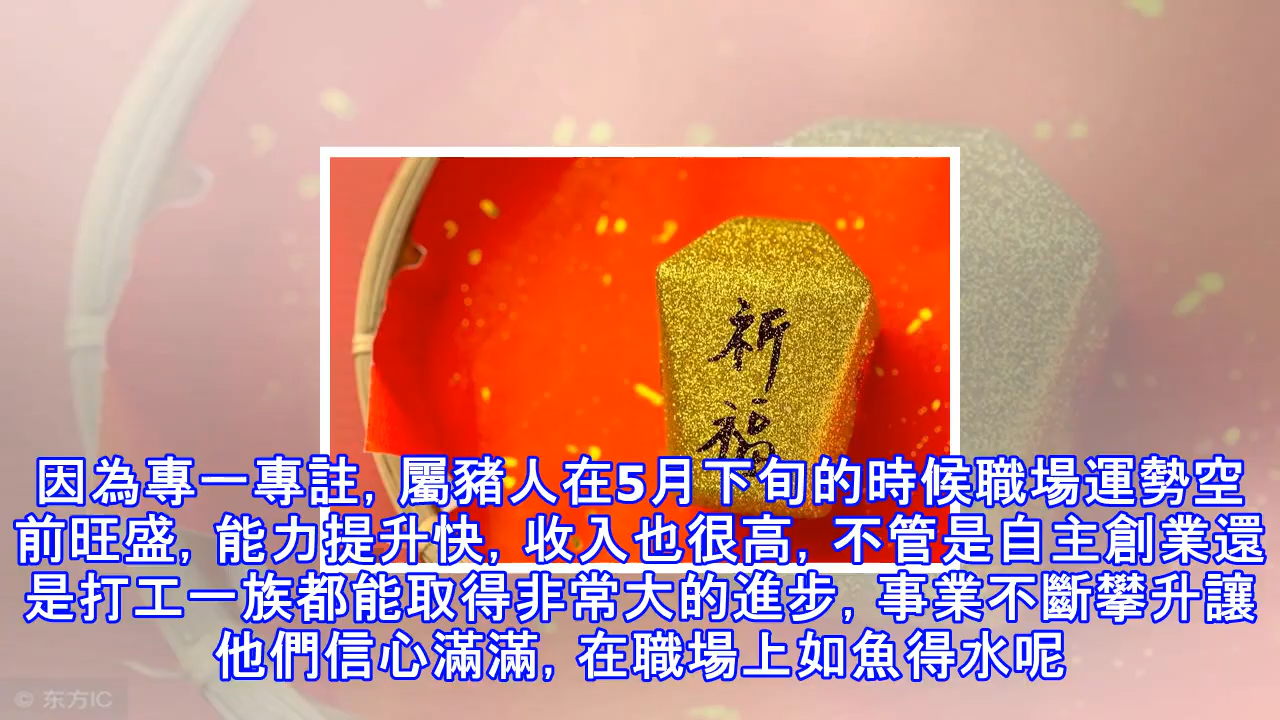 祈
福
因為專一專註, 屬豬人在5月下旬的時候職場運勢空
前旺盛, 能力提升快, 收入也很高, 不管是自主創業還
是打工一族都能取得非常大的進步, 事業不斷攀升讓
他們信心滿滿, 在職場上如魚得水呢
© 东方IC